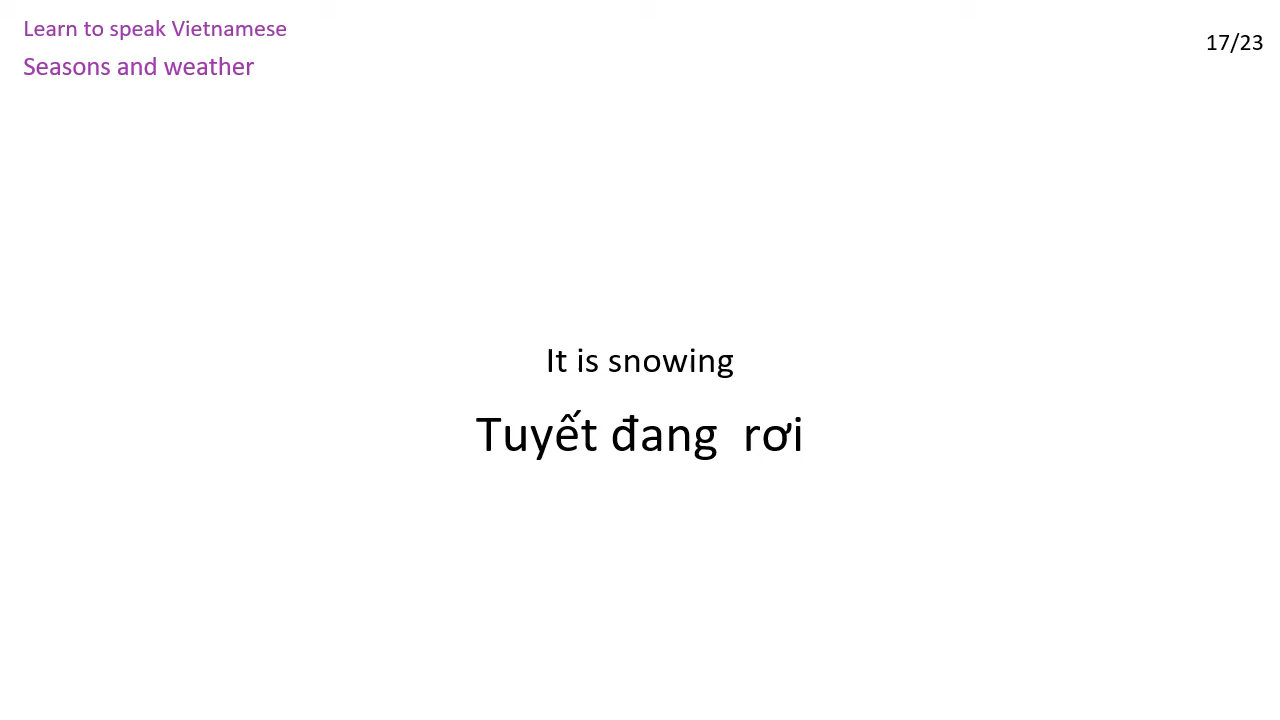 Learn to speak Vietnamese
17/23
Seasons and weather
It is snowing
Tuyết đang  rơi